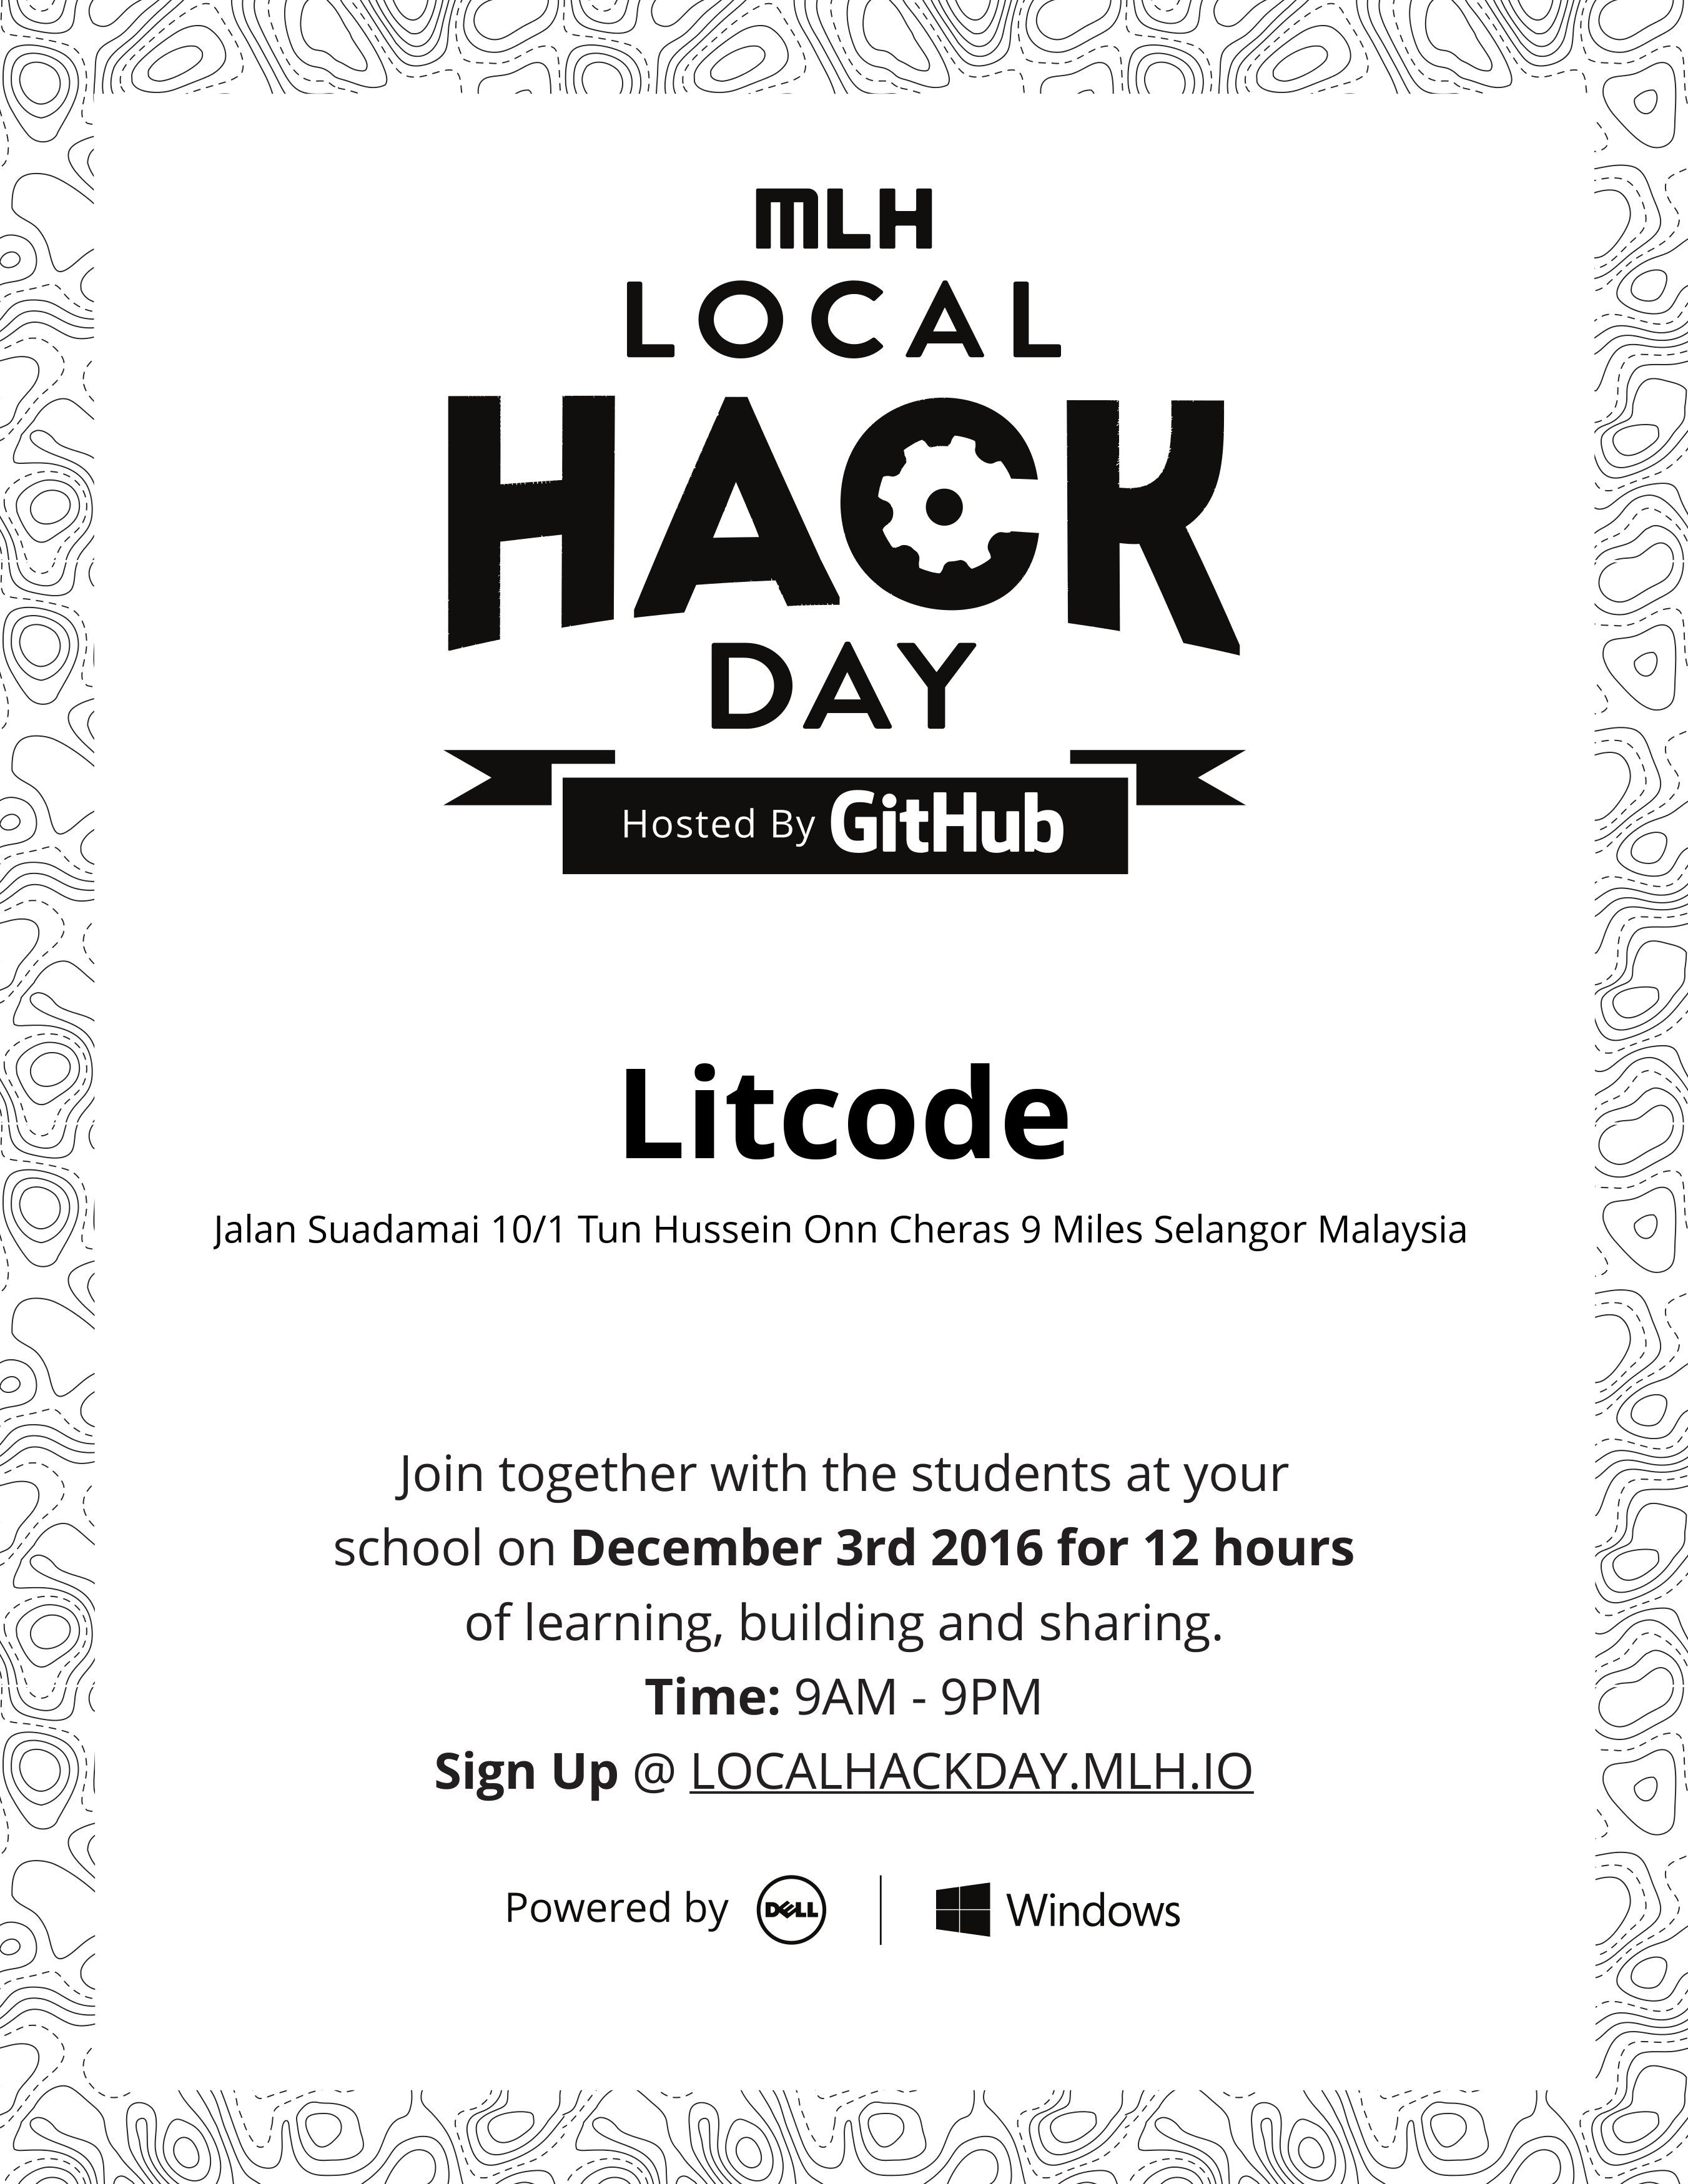 MLH
LOCAL
HACK
DAY
Hosted By GitHub
Litcode
Jalan Suadamai 10/1 Tun Hussein Onn Cheras 9 Miles Selangor Malaysia
Join together with the students at your
school on December 3rd 2016 for 12 hours
of learning, building and sharing.
Time: 9AM - 9PM
Sign Up @ LOCALHACKDAY.MLH.IO
Powered by DELL | Windows